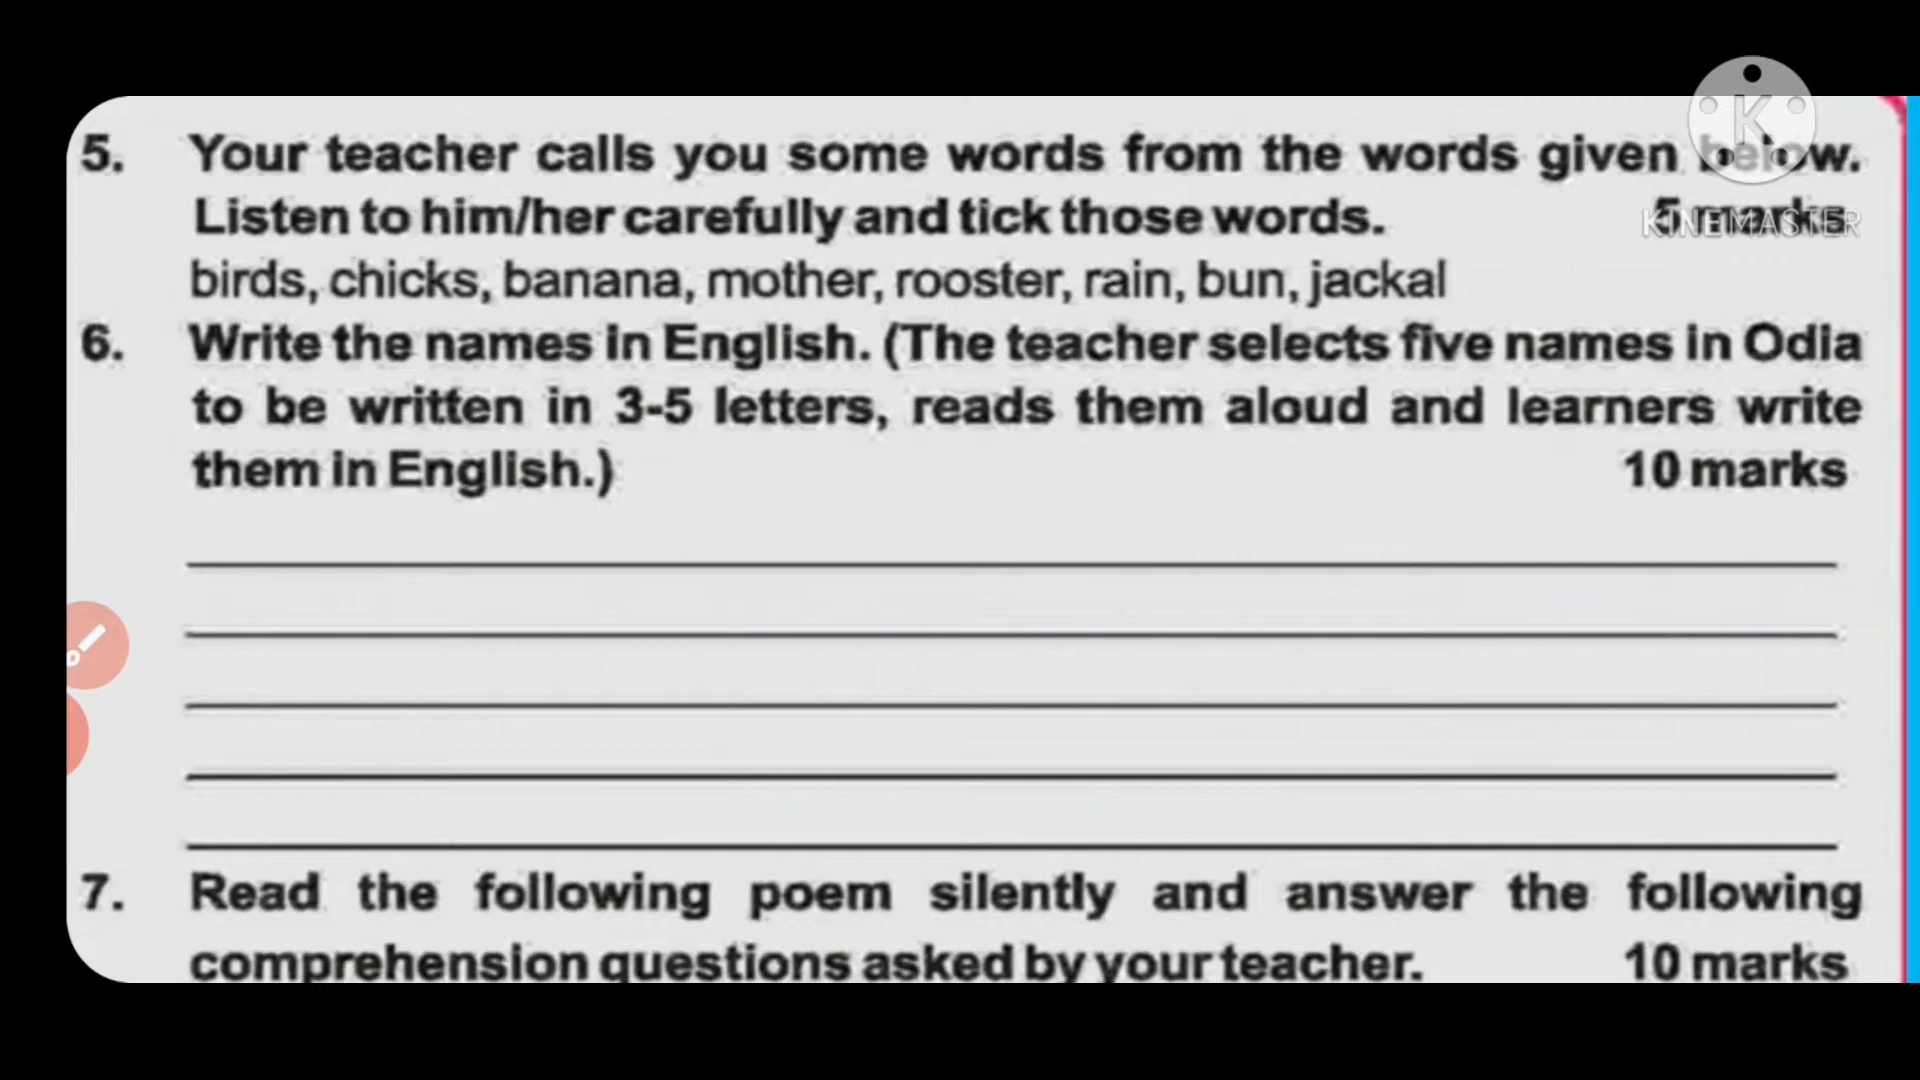 5. Your teacher calls you some words from the words given below.
Listen to him/her carefully and tick those words. 5 marks
KINEMASTER
birds, chicks, banana, mother, rooster, rain, bun, jackal
6. Write the names in English. (The teacher selects five names in Odia
to be written in 3-5 letters, reads them aloud and learners write
them in English.) 10 marks
7. Read the following poem silently and answer the following
comprehension questions asked by your teacher. 10 marks